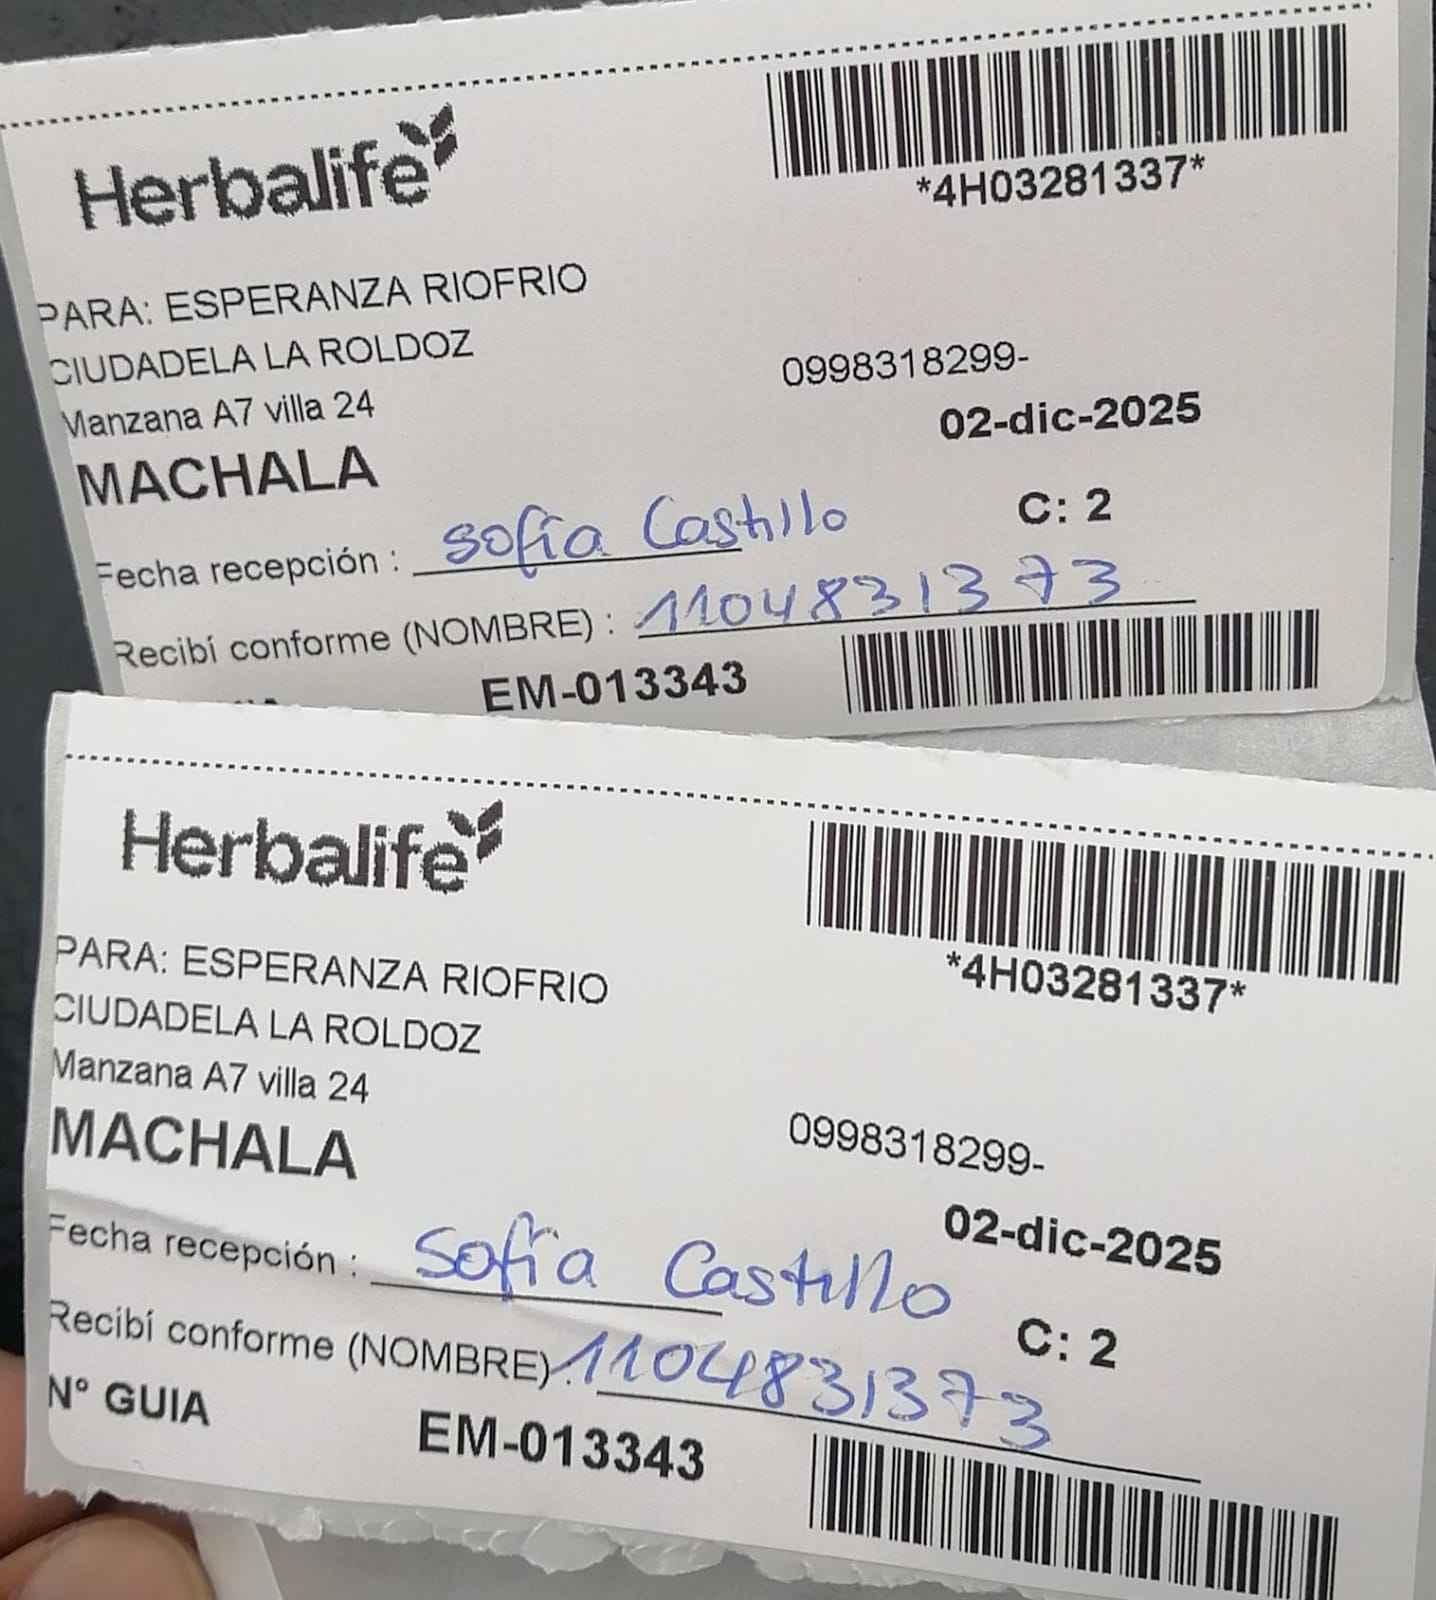 Herbalife
*4H03281337*
PARA: ESPERANZA RIOFRIO
CIUDADELA LA ROLDOZ
0998318299-
Manzana A7 villa 24
02-dic-2025
MACHALA
C: 2
Fecha recepción : Sofía Castillo
Recibí conforme (NOMBRE) : 1104831373
EM-013343
Herbalife
*4H03281337*
PARA: ESPERANZA RIOFRIO
CIUDADELA LA ROLDOZ
Manzana A7 villa 24
0998318299-
MACHALA
02-dic-2025
Fecha recepción : Sofía Castillo
C: 2
Recibí conforme (NOMBRE) : 1104831373
N° GUIA EM-013343